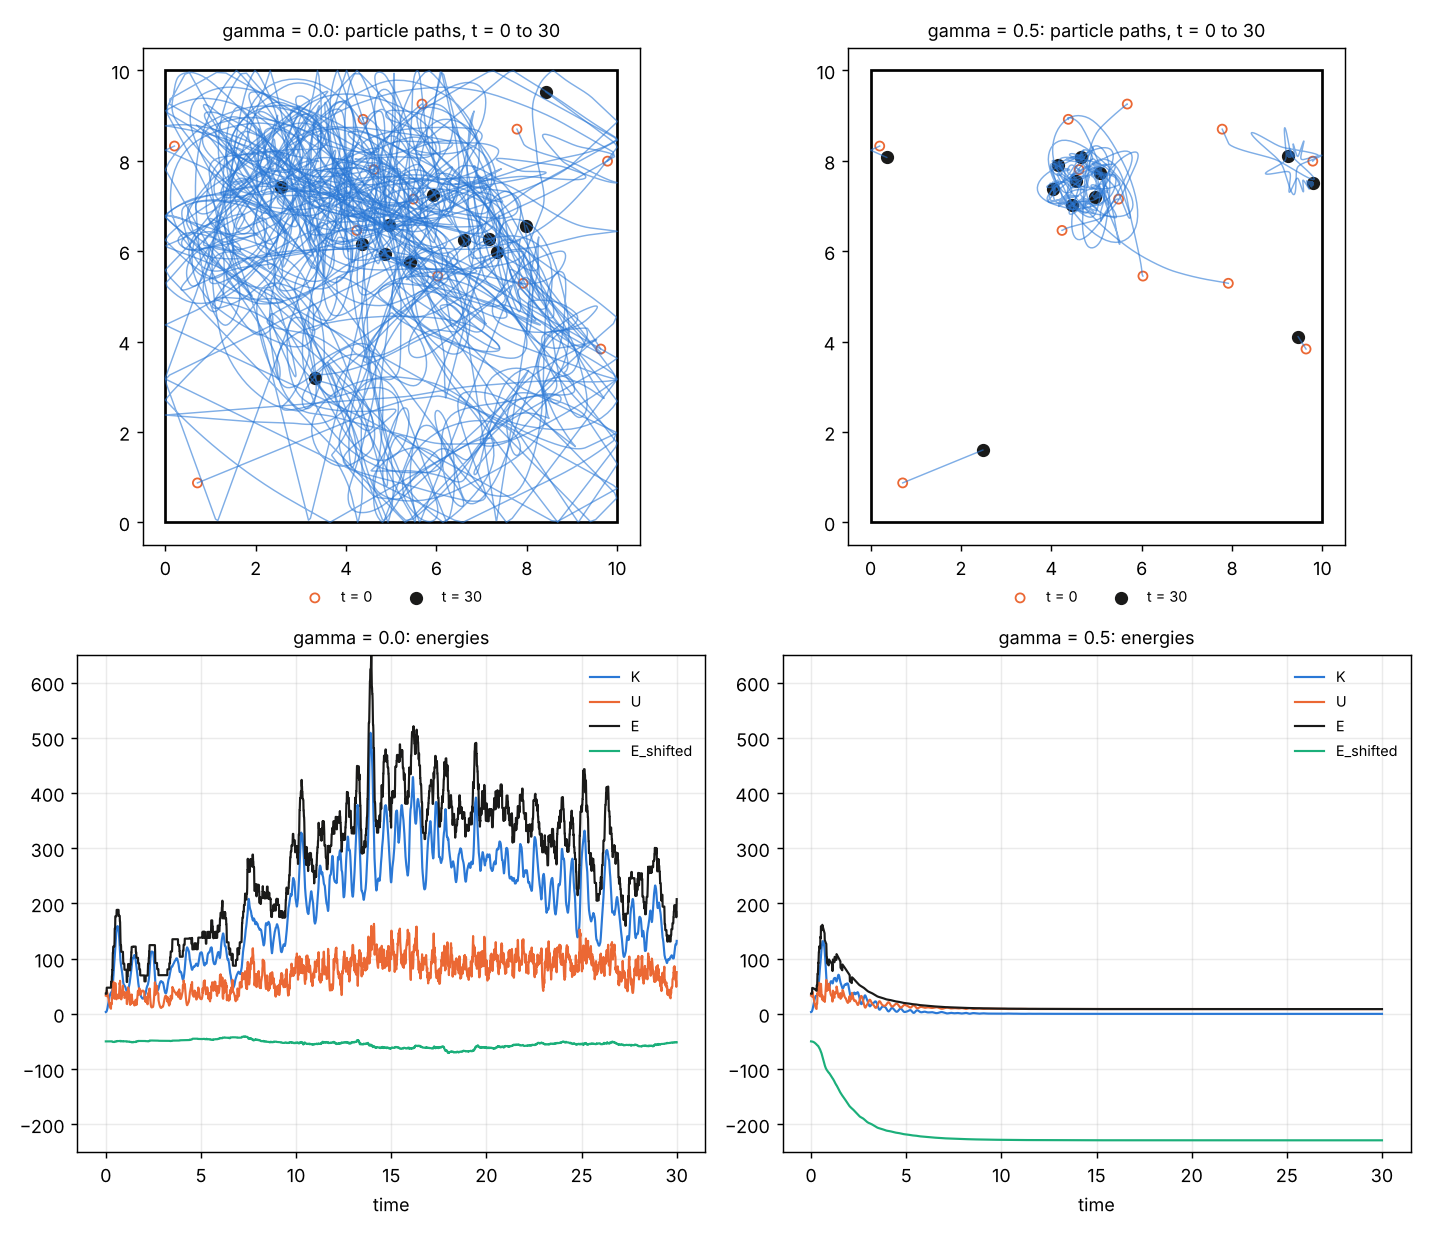 gamma = 0.0: particle paths, t = 0 to 30
10
8
6
4
2
0
0 2 4 6 8 10
t = 0 t = 30
gamma = 0.5: particle paths, t = 0 to 30
10
8
6
4
2
0
0 2 4 6 8 10
t = 0 t = 30
gamma = 0.0: energies
600
500
400
300
200
100
0
−100
−200
K
U
E
E_shifted
0 5 10 15 20 25 30
time
gamma = 0.5: energies
600
500
400
300
200
100
0
−100
−200
K
U
E
E_shifted
0 5 10 15 20 25 30
time